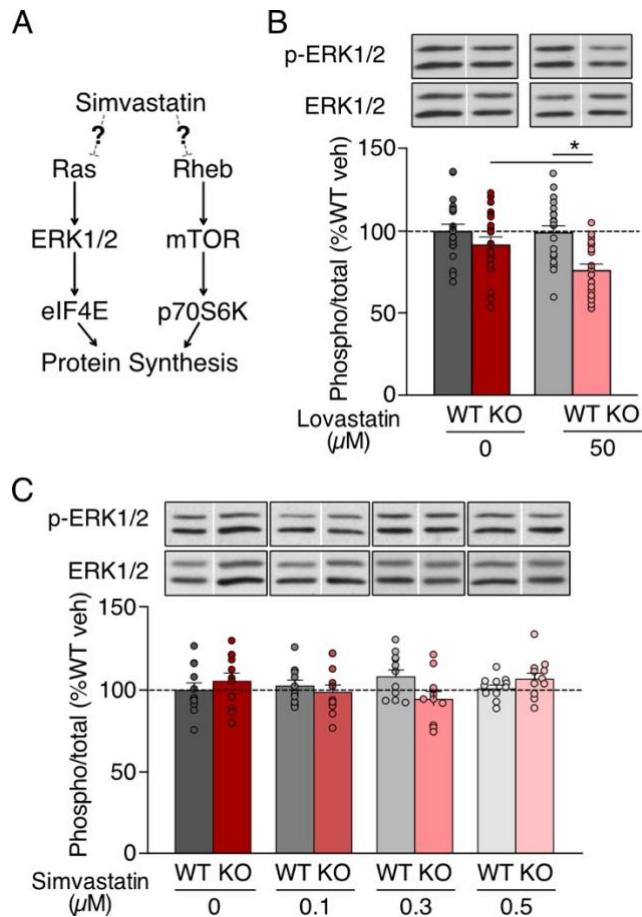 A
Simvastatin
? ?
Ras Rheb
ERK1/2 mTOR
eIF4E p70S6K
Protein Synthesis
B
p-ERK1/2
ERK1/2
Phospho/total (%WT veh)
150
100
50
0
*
WT KO WT KO
Lovastatin
(µM)
0 50
C
p-ERK1/2
ERK1/2
Phospho/total (%WT veh)
150
100
50
0
WT KO WT KO WT KO WT KO
Simvastatin
(µM)
0 0.1 0.3 0.5